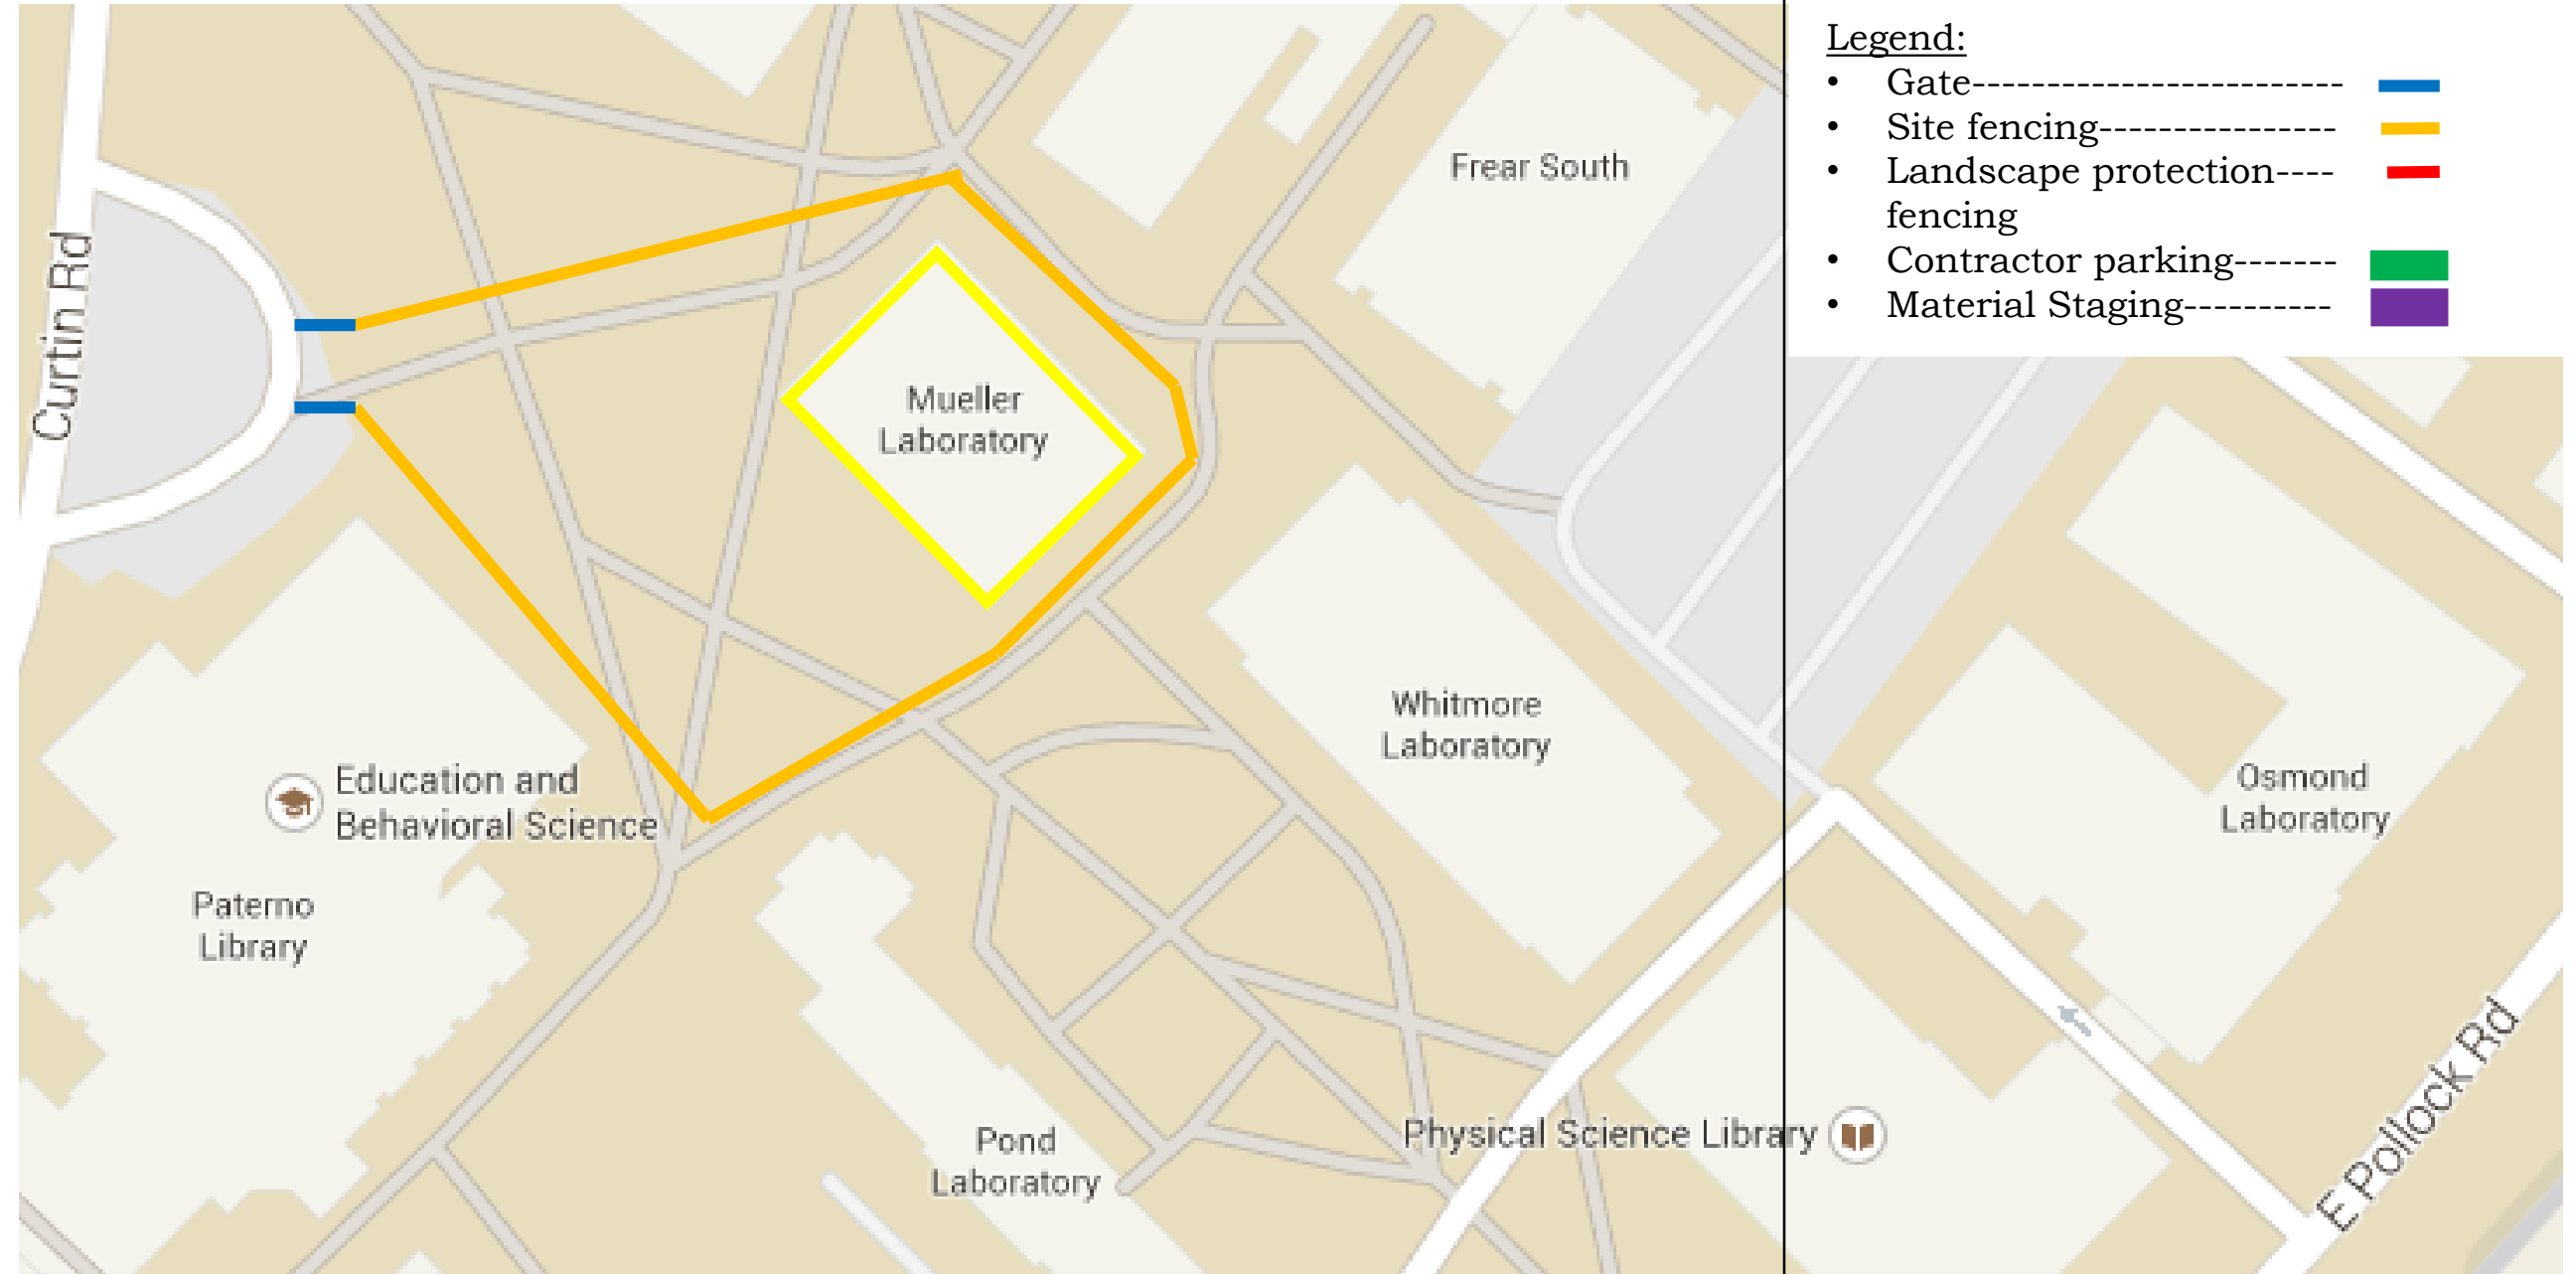 Legend:
• Gate-------------------------
• Site fencing----------------
• Landscape protection----
fencing
• Contractor parking-------
• Material Staging----------
Frear South
Curtin Rd
Mueller
Laboratory
Whitmore
Laboratory
Education and
Behavioral Science
Osmond
Laboratory
Paterno
Library
Pond
Laboratory
Physical Science Library
E Pollock Rd